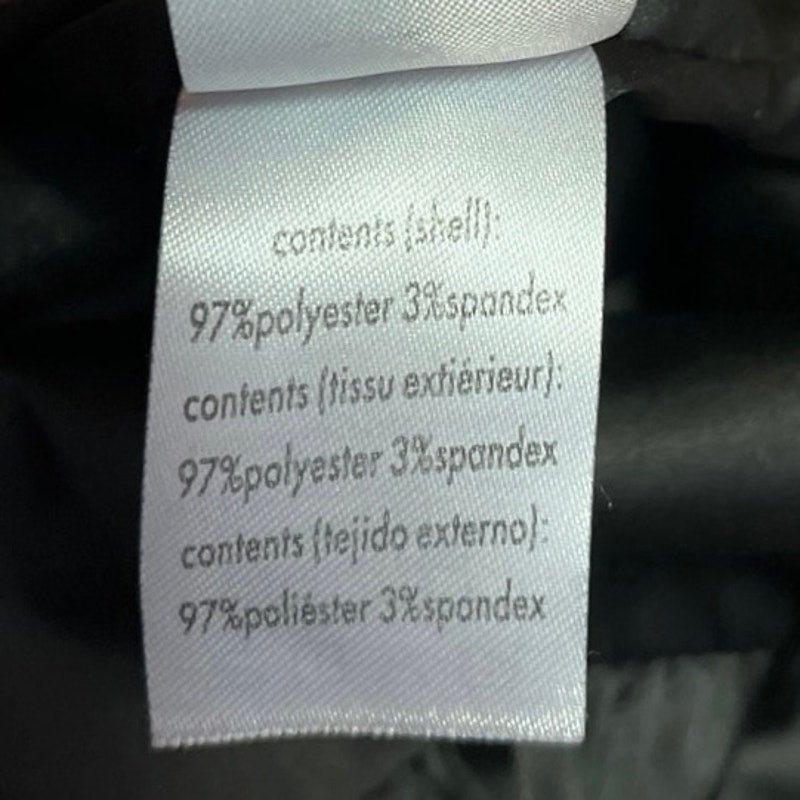 contents (shell):
97%polyester 3%spandex
contents (tissu extiérieur):
97%polyester 3%spandex
contents (tejido externo):
97%poliéster 3%spandex